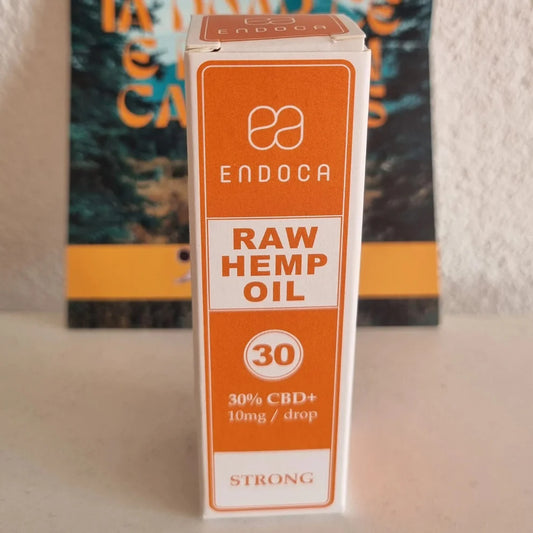 ENDOCA
ENDOCA
RAW
HEMP
OIL
30
30% CBD+
10mg / drop
STRONG